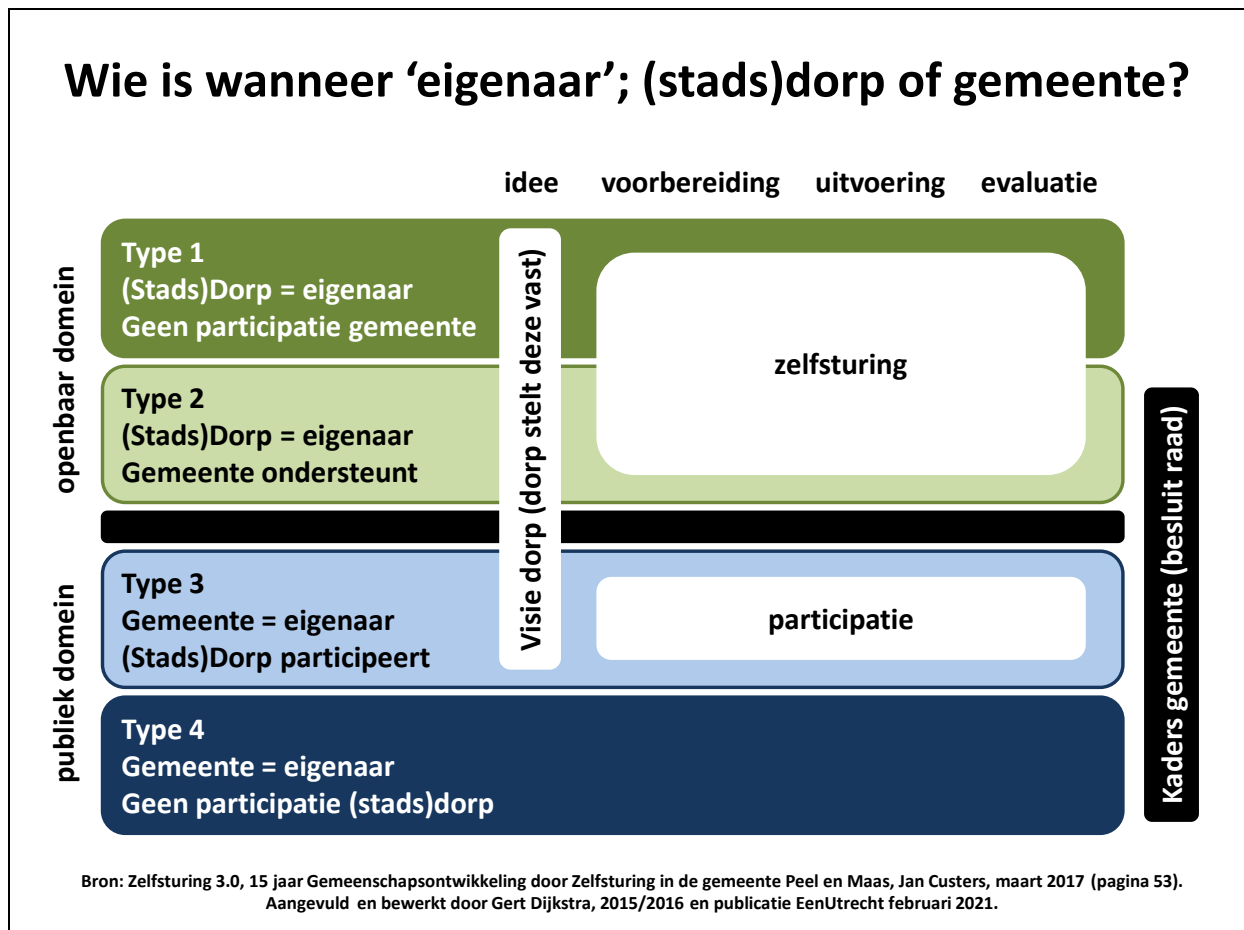 Wie is wanneer ‘eigenaar’; (stads)dorp of gemeente?
idee voorbereiding uitvoering evaluatie
openbaar domein
Type 1
(Stads)Dorp = eigenaar
Geen participatie gemeente
Type 2
(Stads)Dorp = eigenaar
Gemeente ondersteunt
Visie dorp (dorp stelt deze vast)
zelfsturing
publiek domein
Type 3
Gemeente = eigenaar
(Stads)Dorp participeert
participatie
Type 4
Gemeente = eigenaar
Geen participatie (stads)dorp
Kaders gemeente (besluit raad)
Bron: Zelfsturing 3.0, 15 jaar Gemeenschapsontwikkeling door Zelfsturing in de gemeente Peel en Maas, Jan Custers, maart 2017 (pagina 53).
Aangevuld en bewerkt door Gert Dijkstra, 2015/2016 en publicatie EenUtrecht februari 2021.